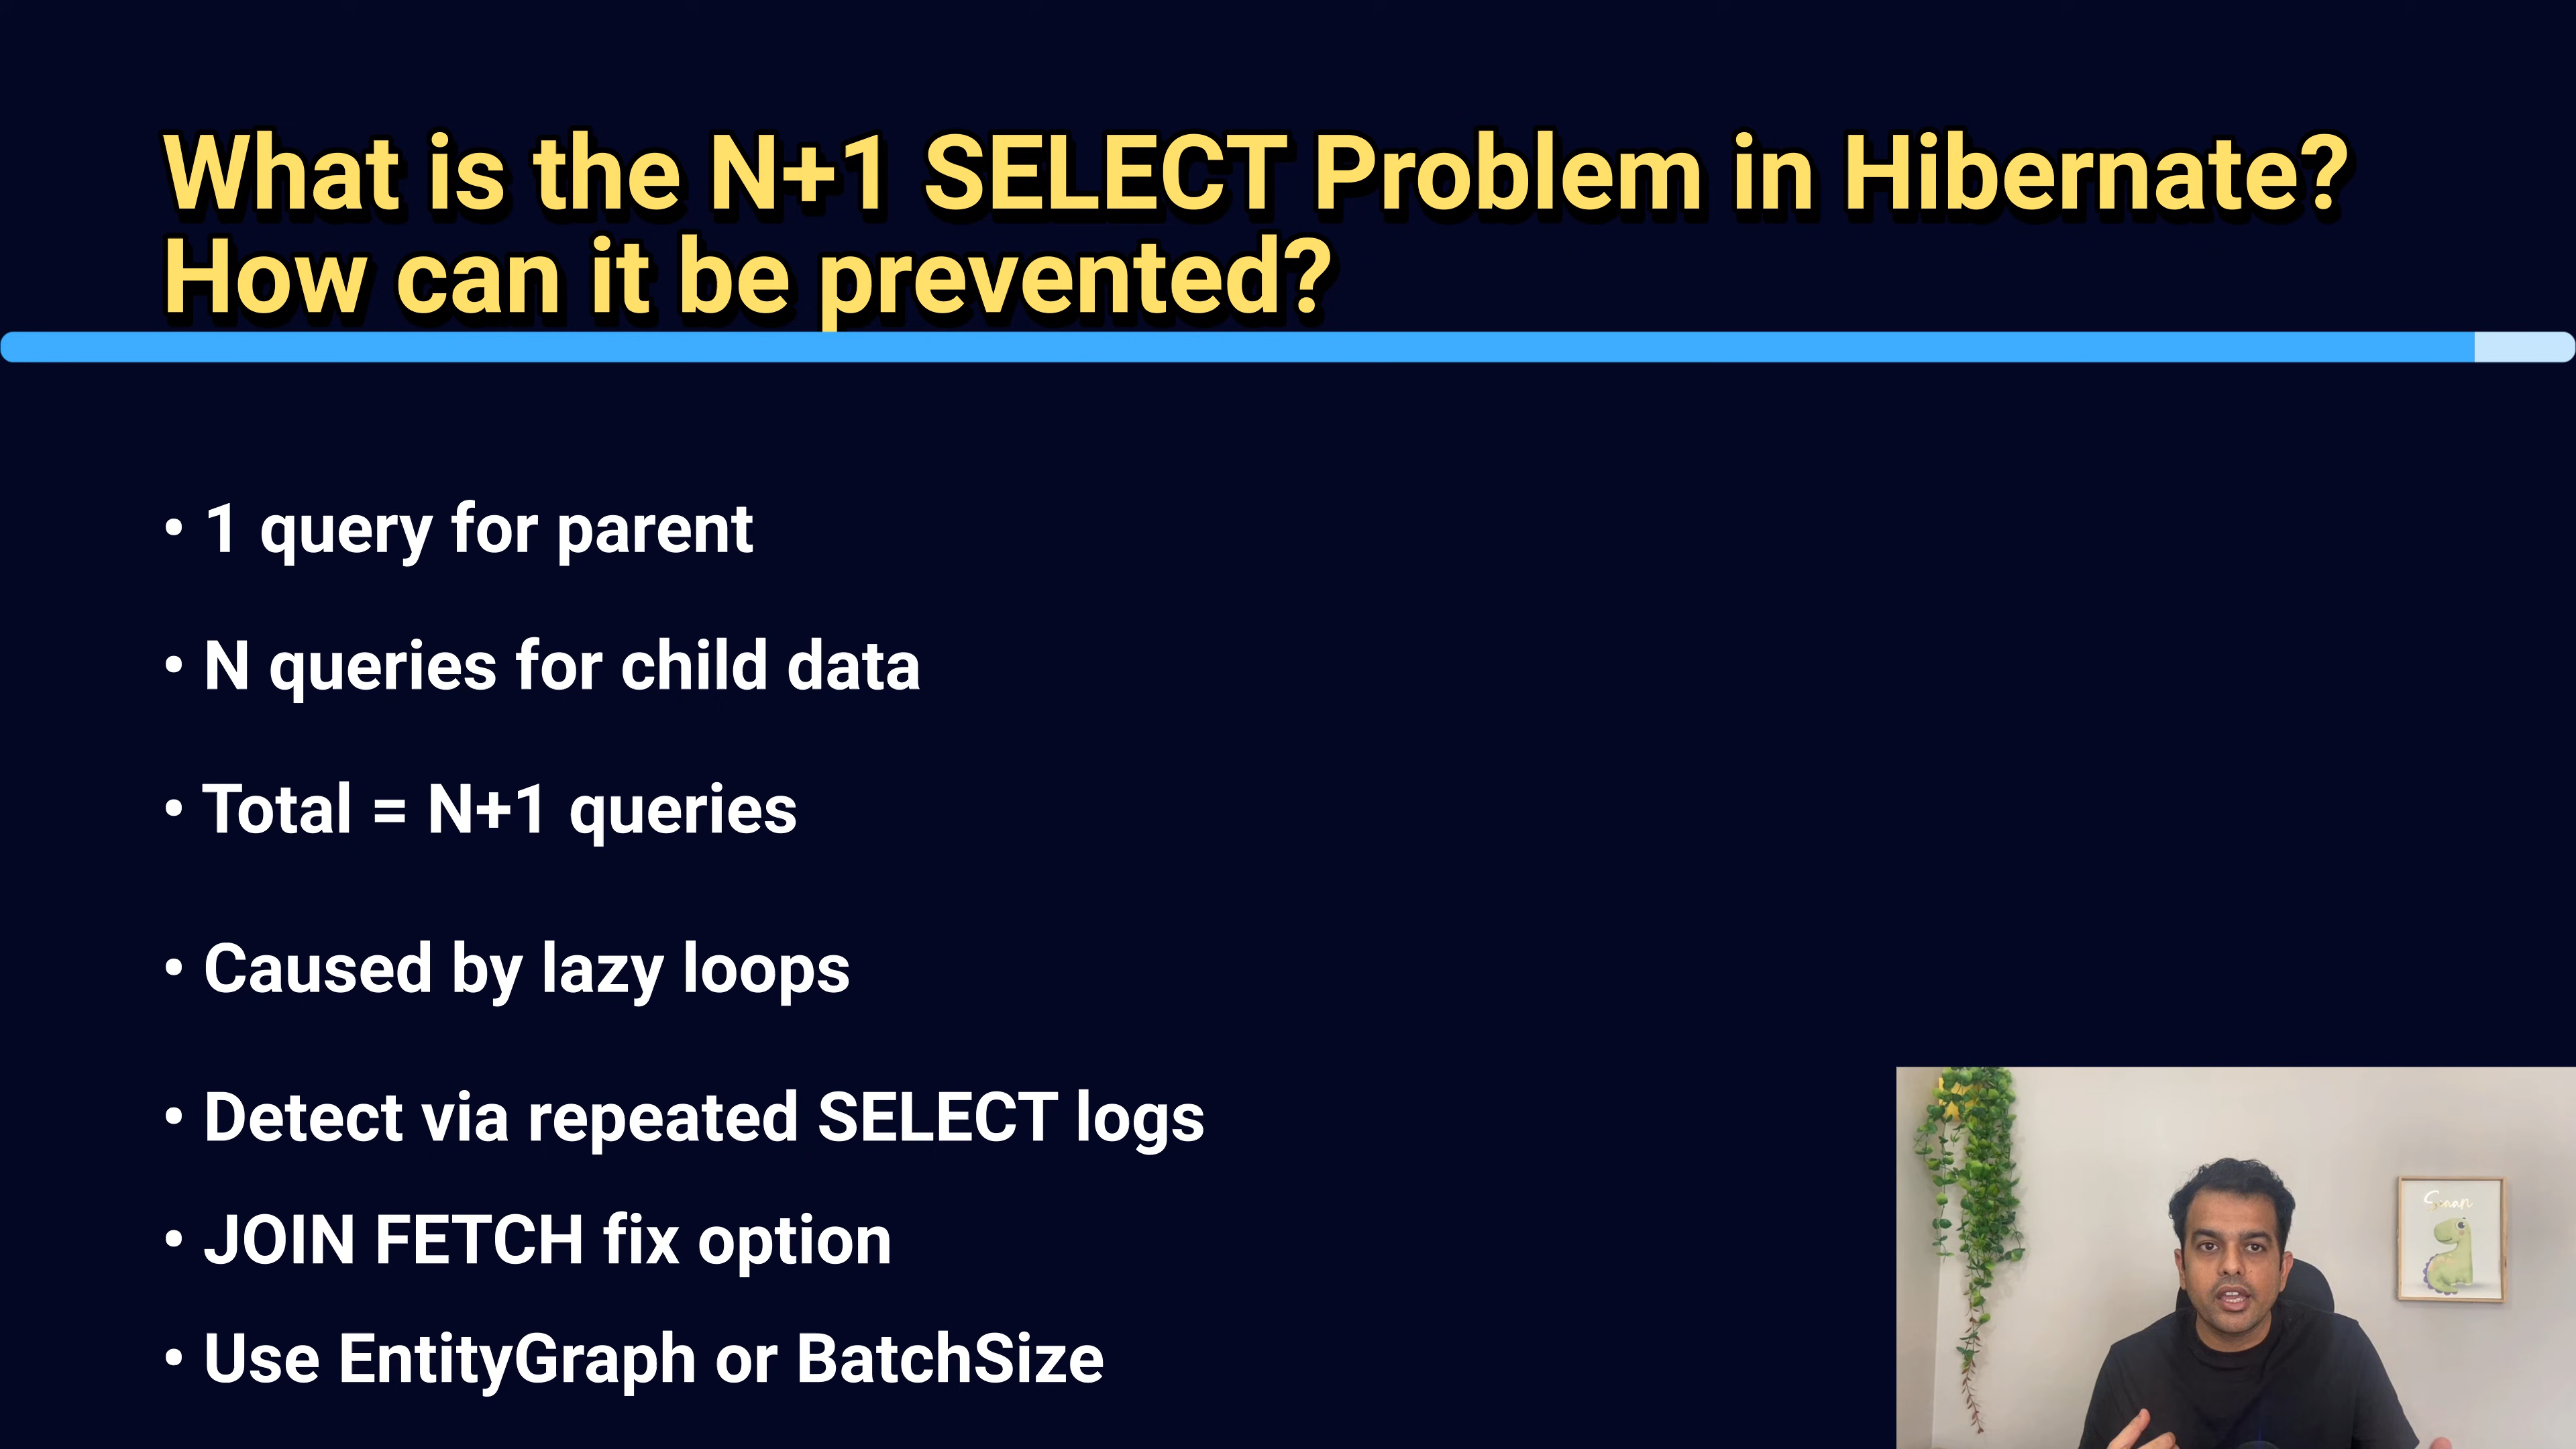 What is the N+1 SELECT Problem in Hibernate?
How can it be prevented?
• 1 query for parent
• N queries for child data
• Total = N+1 queries
• Caused by lazy loops
• Detect via repeated SELECT logs
• JOIN FETCH fix option
• Use EntityGraph or BatchSize